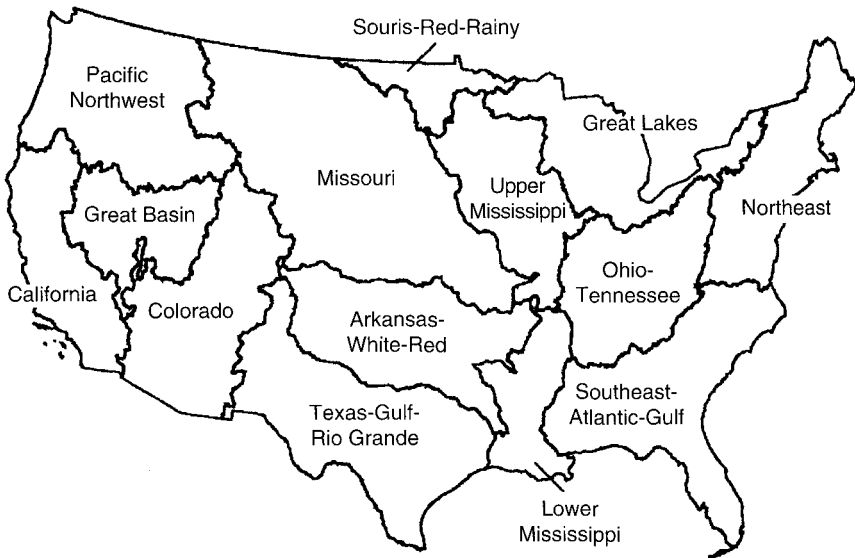 Souris-Red-Rainy
Pacific
Northwest
Great Lakes
Missouri
Upper
Mississippi
Northeast
Great Basin
Ohio-
Tennessee
California
Colorado
Arkansas-
White-Red
Southeast-
Atlantic-Gulf
Texas-Gulf-
Rio Grande
Lower
Mississippi